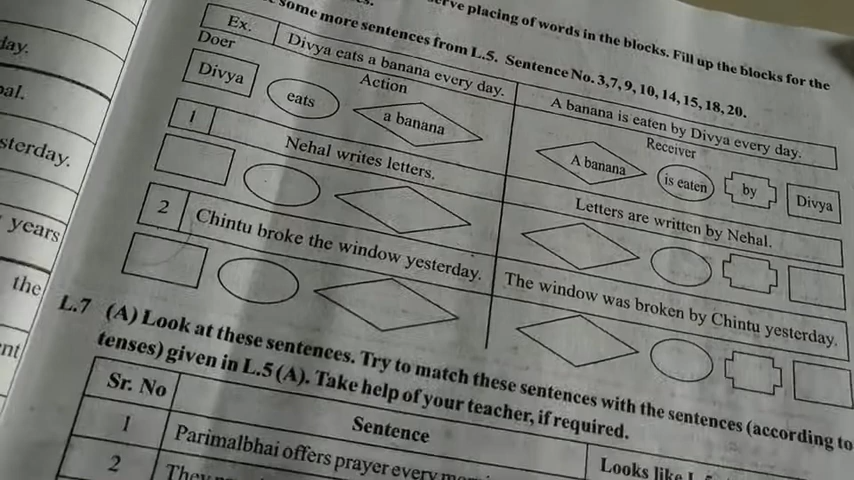 rve placing of words in the blocks. Fill up the blocks for the
some more sentences from L.5. Sentence No. 3,7, 9, 10, 14, 15, 18, 20.
Ex. Divya eats a banana every day. A banana is eaten by Divya every day.
Doer Action Receiver
Divya eats a banana A banana is eaten by Divya
1 Nehal writes letters. Letters are written by Nehal.
2 Chintu broke the window yesterday. The window was broken by Chintu yesterday.
L.7 (A) Look at these sentences. Try to match these sentences with the sentences (according to
tenses) given in L.5 (A). Take help of your teacher, if required.
Sr. No Sentence Looks like L.5
1 Parimalbhai offers prayer every
2 They
day.
sterday.
years
the